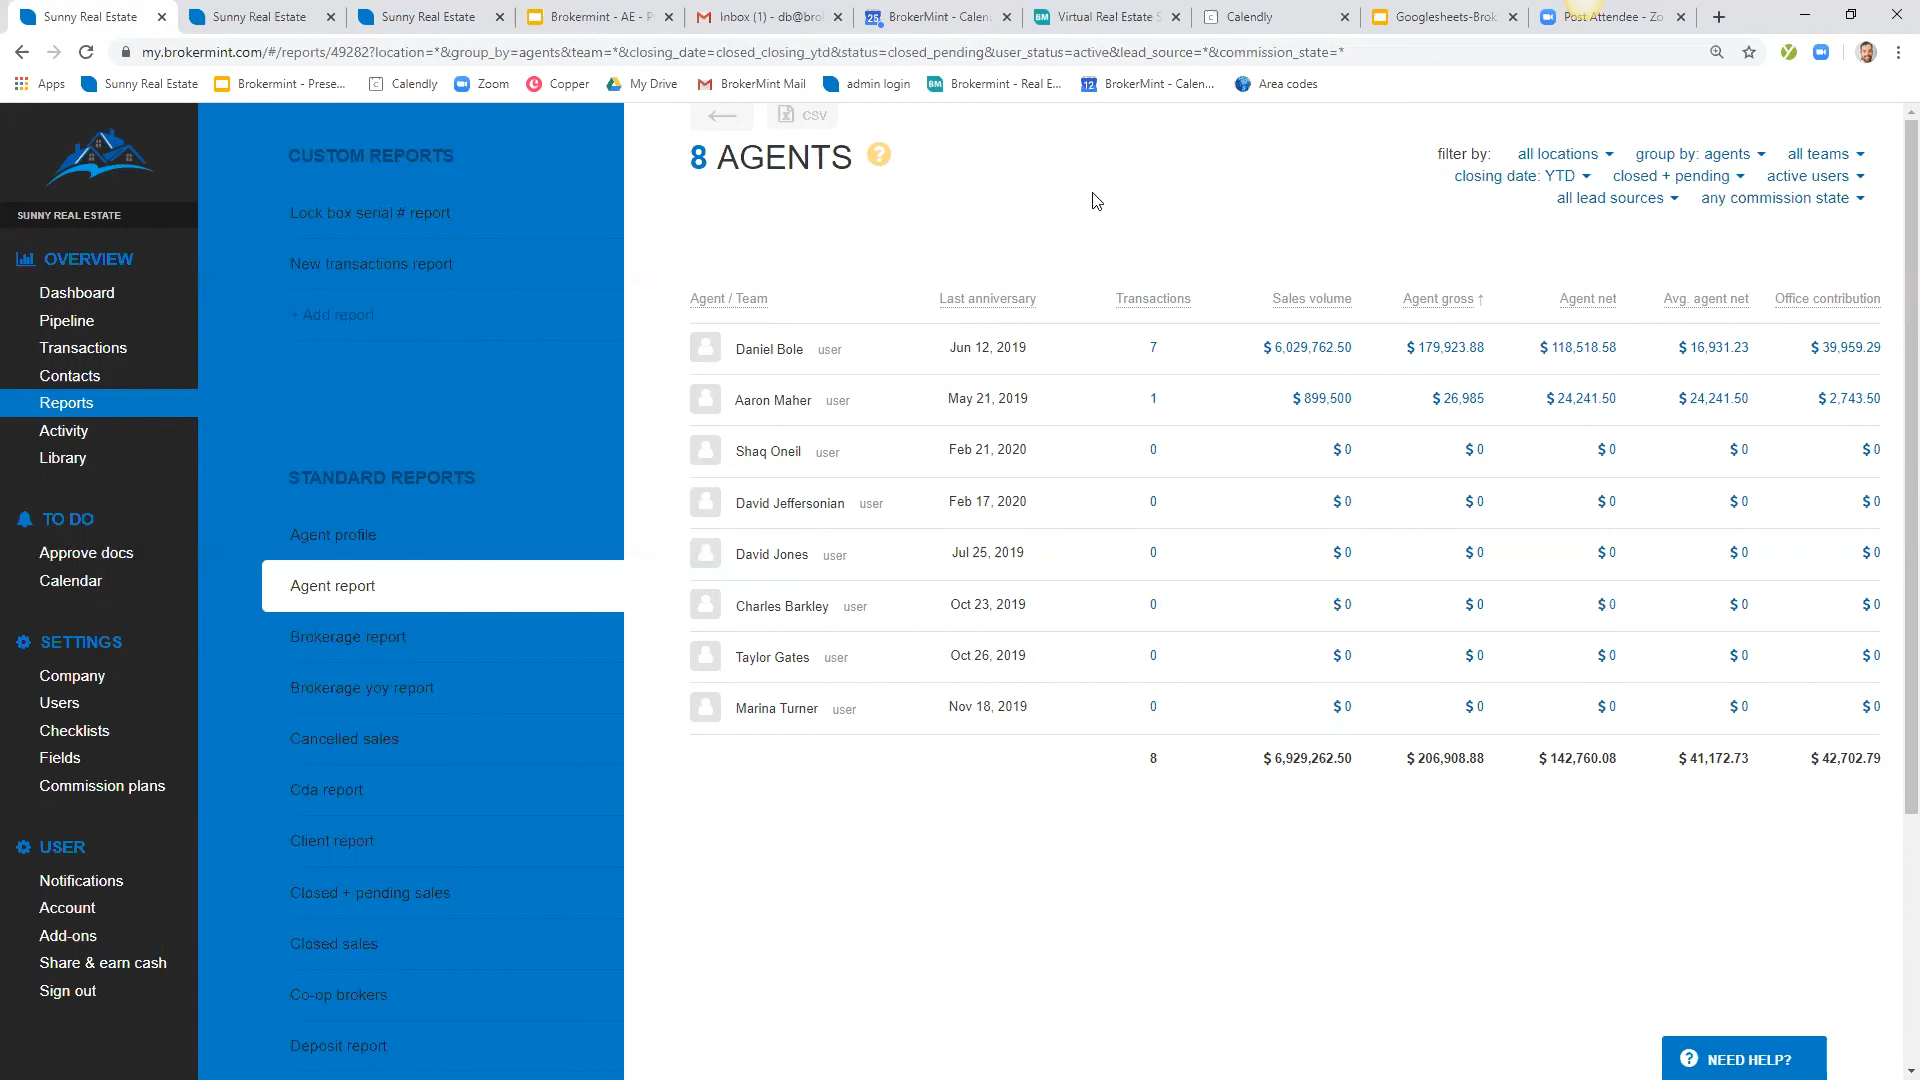 Sunny Real Estate
Sunny Real Estate
Sunny Real Estate
Brokermint - AE - P
Inbox (1) - db@bro
BrokerMint - Calen
Virtual Real Estate S
Calendly
Googlesheets-Brok
Post Attendee - Zo
my.brokermint.com/#/reports/49282?location=*&group_by=agents&team=*&closing_date=closed_closing_ytd&status=closed_pending&user_status=active&lead_source=*&commission_state=*
Apps Sunny Real Estate Brokermint - Prese... Calendly Zoom Copper My Drive BrokerMint Mail admin login Brokermint - Real E... BrokerMint - Calen... Area codes
SUNNY REAL ESTATE
OVERVIEW
Dashboard
Pipeline
Transactions
Contacts
Reports
Activity
Library
TO DO
Approve docs
Calendar
SETTINGS
Company
Users
Checklists
Fields
Commission plans
USER
Notifications
Account
Add-ons
Share & earn cash
Sign out
CUSTOM REPORTS
Lock box serial # report
New transactions report
+ Add report
STANDARD REPORTS
Agent profile
Agent report
Brokerage report
Brokerage yoy report
Cancelled sales
Cda report
Client report
Closed + pending sales
Closed sales
Co-op brokers
Deposit report
CSV
8 AGENTS ?
filter by: all locations group by: agents all teams
closing date: YTD closed + pending active users
all lead sources any commission state
Agent / Team Last anniversary Transactions Sales volume Agent gross ↑ Agent net Avg. agent net Office contribution
Daniel Bole user Jun 12, 2019 7 $ 6,029,762.50 $ 179,923.88 $ 118,518.58 $ 16,931.23 $ 39,959.29
Aaron Maher user May 21, 2019 1 $ 899,500 $ 26,985 $ 24,241.50 $ 24,241.50 $ 2,743.50
Shaq Oneil user Feb 21, 2020 0 $ 0 $ 0 $ 0 $ 0 $ 0
David Jeffersonian user Feb 17, 2020 0 $ 0 $ 0 $ 0 $ 0 $ 0
David Jones user Jul 25, 2019 0 $ 0 $ 0 $ 0 $ 0 $ 0
Charles Barkley user Oct 23, 2019 0 $ 0 $ 0 $ 0 $ 0 $ 0
Taylor Gates user Oct 26, 2019 0 $ 0 $ 0 $ 0 $ 0 $ 0
Marina Turner user Nov 18, 2019 0 $ 0 $ 0 $ 0 $ 0 $ 0
8 $ 6,929,262.50 $ 206,908.88 $ 142,760.08 $ 41,172.73 $ 42,702.79
? NEED HELP?